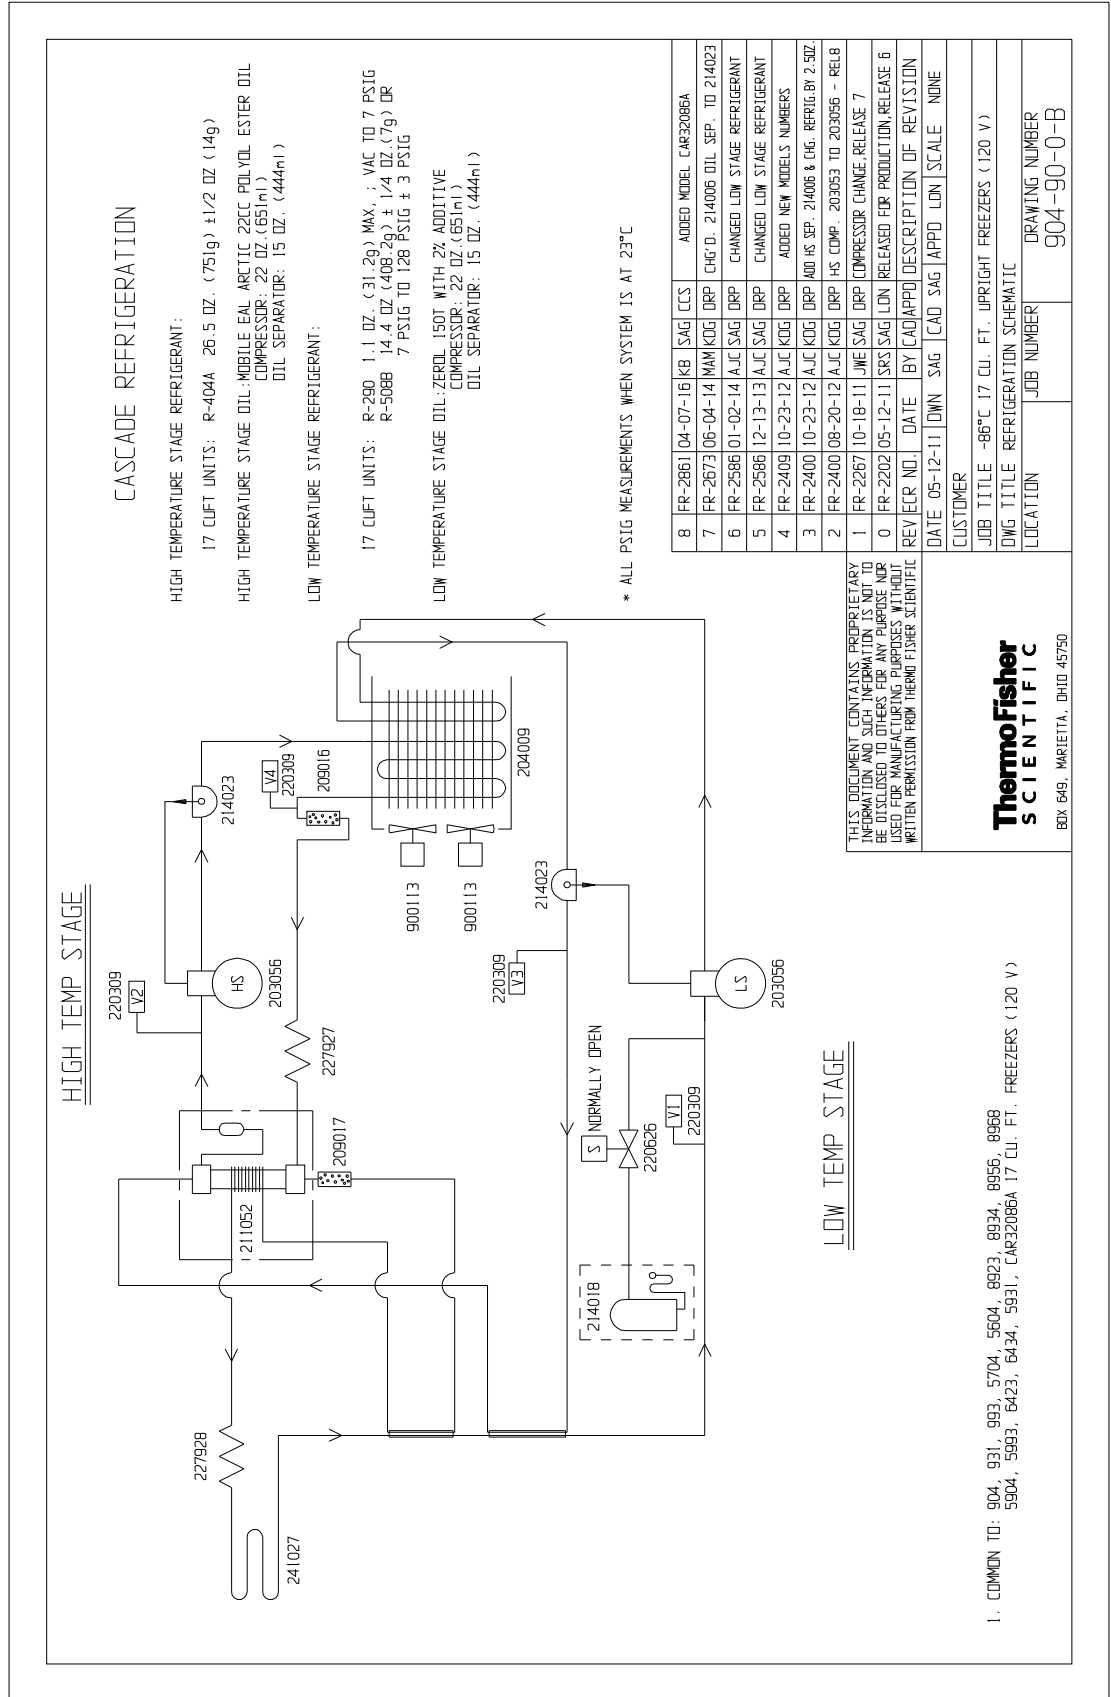 CASCADE REFRIGERATION
HIGH TEMPERATURE STAGE REFRIGERANT:
17 CUFT UNITS: R-404A 26.5 OZ. (751g) ±1/2 OZ (14g)
HIGH TEMPERATURE STAGE OIL:MOBILE EAL ARCTIC 22CC POLYOL ESTER OIL
COMPRESSOR: 22 OZ.(651ml)
OIL SEPARATOR: 15 OZ. (444ml)
LOW TEMPERATURE STAGE REFRIGERANT:
17 CUFT UNITS: R-290 1.1 OZ. (31.2g) MAX, ; VAC TO 7 PSIG
R-508B 14.4 OZ (408.2g) ± 1/4 OZ.(7g) OR
7 PSIG TO 128 PSIG ± 3 PSIG
LOW TEMPERATURE STAGE OIL:ZEROL 150T WITH 2% ADDITIVE
COMPRESSOR: 22 OZ.(651ml)
OIL SEPARATOR: 15 OZ. (444ml)
* ALL PSIG MEASUREMENTS WHEN SYSTEM IS AT 23°C
HIGH TEMP STAGE
220309
V2
HS
203056
214023
V4
220309
209016
227927
209017
211052
204009
900113
900113
214023
220309
V3
LS
203056
S NORMALLY OPEN
220626
V1
220309
214018
227928
241027
LOW TEMP STAGE
1. COMMON TO: 904, 931, 993, 5704, 5604, 8923, 8934, 8956, 8968
5904, 5993, 6423, 6434, 5931, CAR32086A 17 CU. FT. FREEZERS (120 V)
8 FR-2861 04-07-16 KB SAG CCS ADDED MODEL CAR32086A
7 FR-2673 06-04-14 MAM KDG DRP CHG'D. 214006 OIL SEP. TO 214023
6 FR-2586 01-02-14 AJC SAG DRP CHANGED LOW STAGE REFRIGERANT
5 FR-2586 12-13-13 AJC SAG DRP CHANGED LOW STAGE REFRIGERANT
4 FR-2409 10-23-12 AJC KDG DRP ADDED NEW MODELS NUMBERS
3 FR-2400 10-23-12 AJC KDG DRP ADD HS SEP. 214006 & CHG. REFRIG.BY 2.5OZ.
2 FR-2400 08-20-12 AJC KDG DRP HS COMP. 203053 TO 203056 - REL8
1 FR-2267 10-18-11 JWE SAG DRP COMPRESSOR CHANGE,RELEASE 7
0 FR-2202 05-12-11 SRS SAG LDN RELEASED FOR PRODUCTION,RELEASE 6
REV ECR NO. DATE BY CAD APPD DESCRIPTION OF REVISION
DATE 05-12-11 DWN SAG CAD SAG APPD LDN SCALE NONE
CUSTOMER
JOB TITLE -86°C 17 CU. FT. UPRIGHT FREEZERS (120 V)
DWG TITLE REFRIGERATION SCHEMATIC
LOCATION JOB NUMBER DRAWING NUMBER
904-90-0-B
THIS DOCUMENT CONTAINS PROPRIETARY
INFORMATION AND SUCH INFORMATION IS NOT TO
BE DISCLOSED TO OTHERS FOR ANY PURPOSE NOR
USED FOR MANUFACTURING PURPOSES WITHOUT
WRITTEN PERMISSION FROM THERMO FISHER SCIENTIFIC
ThermoFisher
SCIENTIFIC
BOX 649, MARIETTA, OHIO 45750